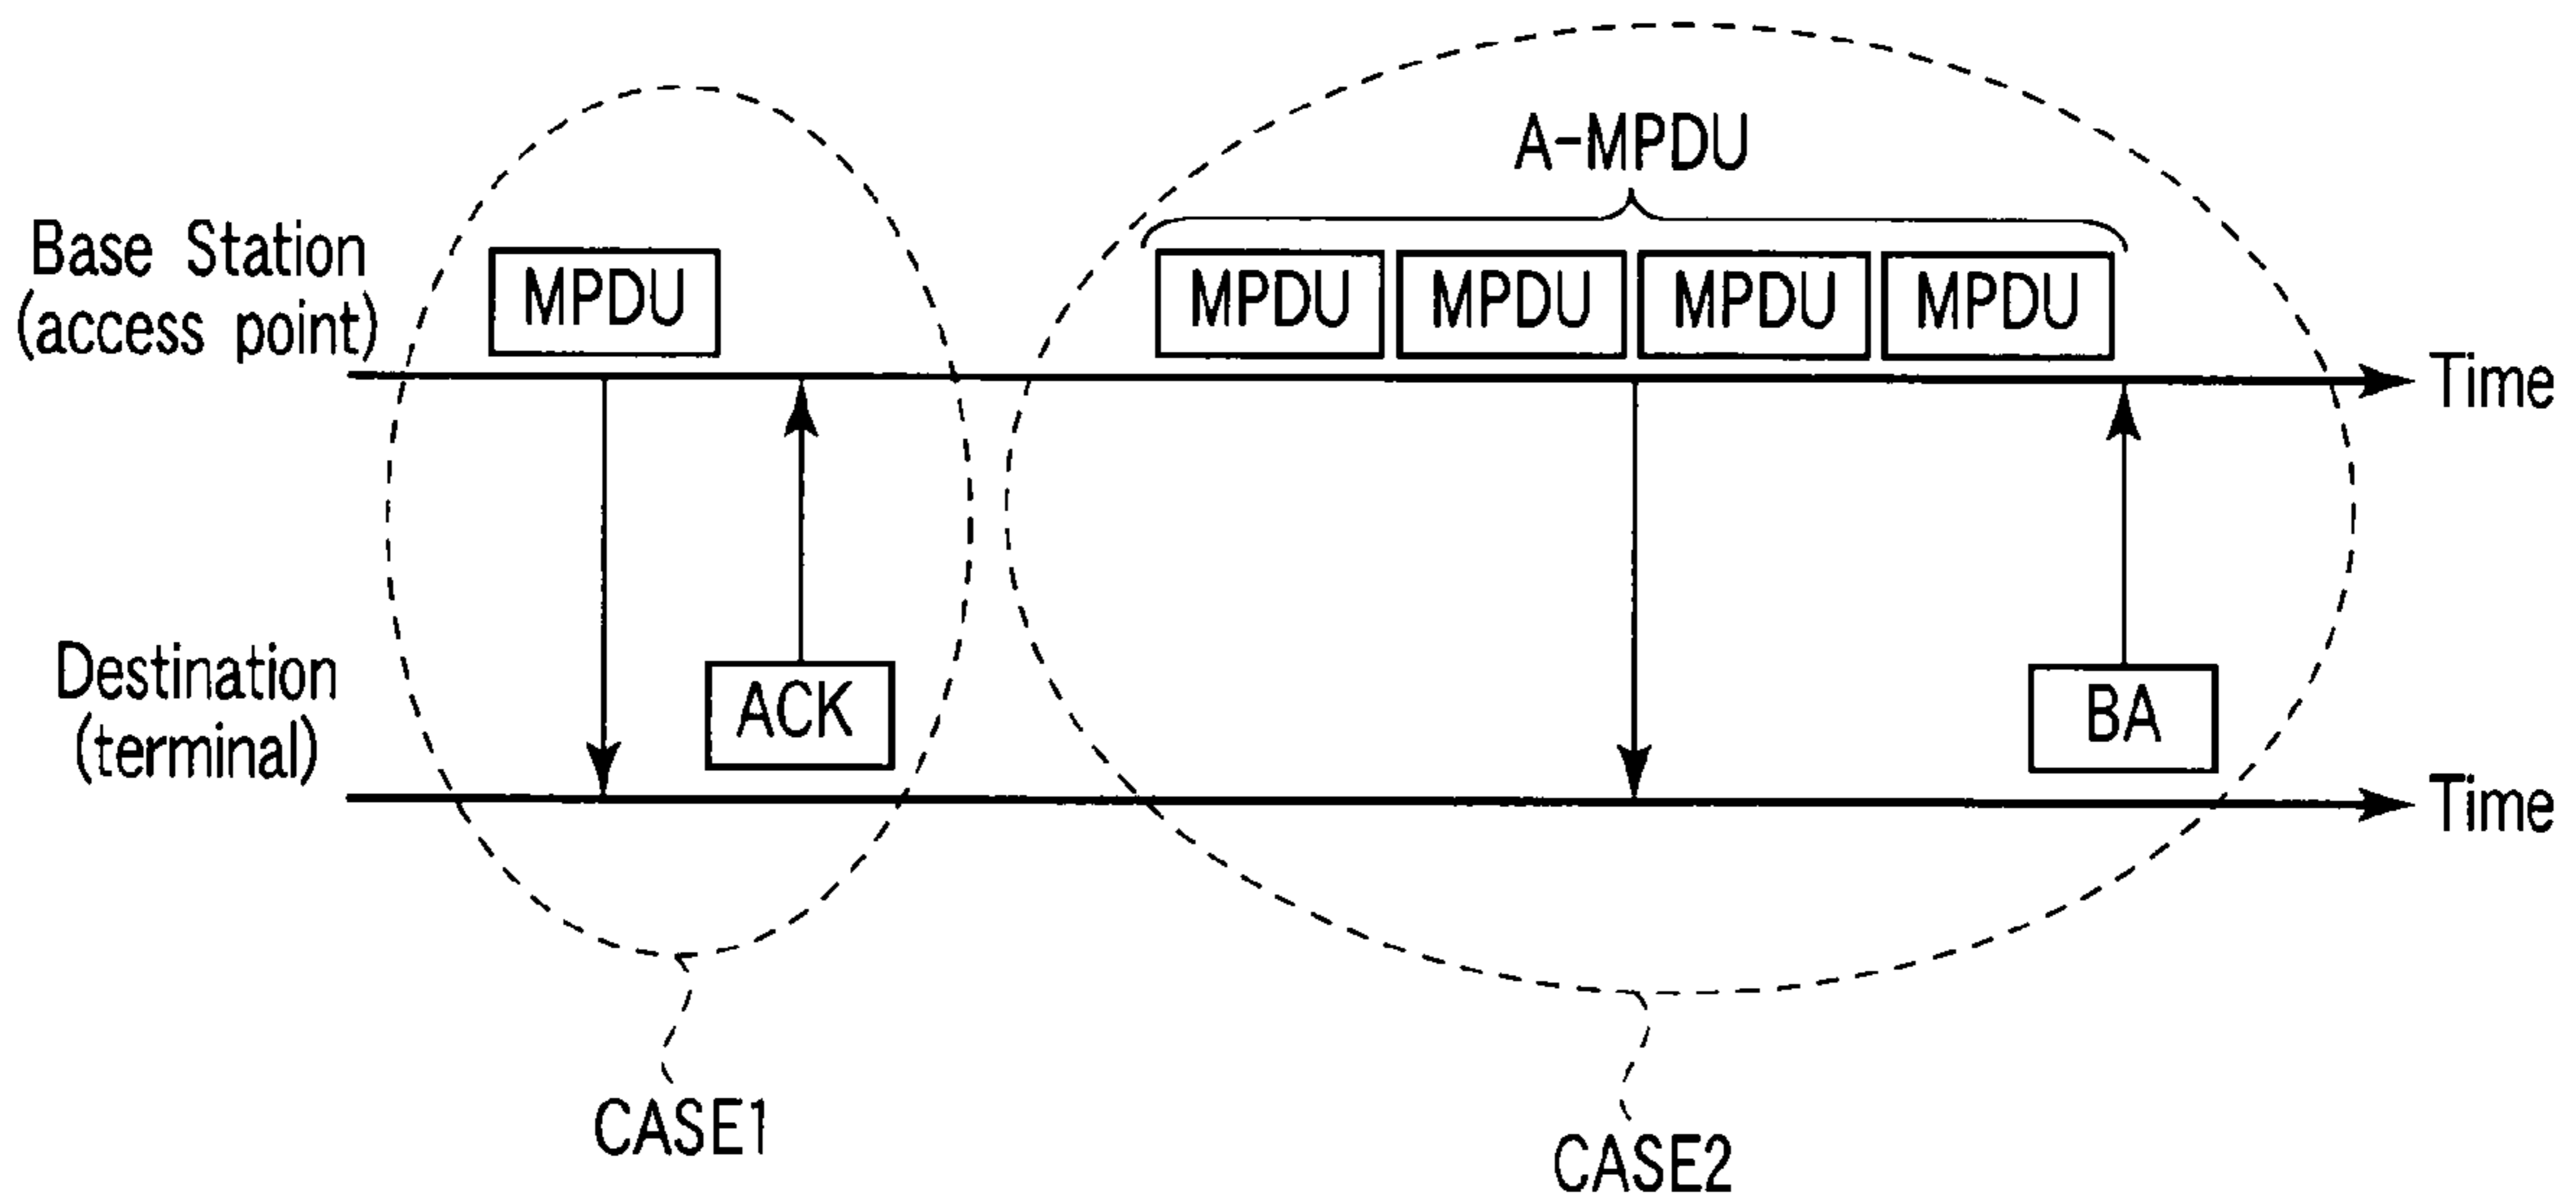 A-MPDU
Base Station
(access point)
MPDU
MPDU MPDU MPDU MPDU
Time
Destination
(terminal)
ACK
BA
Time
CASE1
CASE2